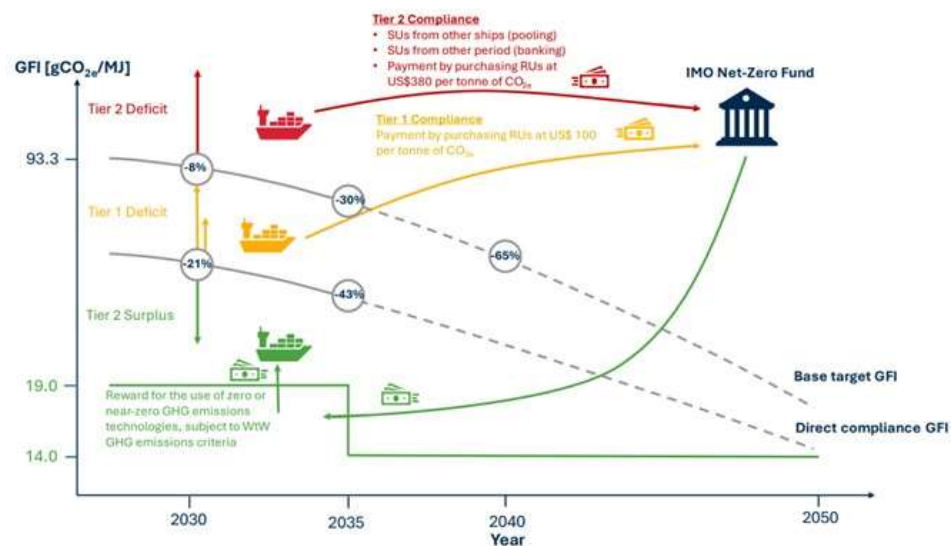 Tier 2 Compliance
• SUs from other ships (pooling)
• SUs from other period (banking)
• Payment by purchasing RUs at
US$380 per tonne of CO₂ₑ
GFI [gCO₂ₑ/MJ]
IMO Net-Zero Fund
Tier 2 Deficit
Tier 1 Compliance
Payment by purchasing RUs at US$ 100
per tonne of CO₂ₑ
93.3
-8%
-30%
Tier 1 Deficit
-65%
-21%
-43%
Tier 2 Surplus
19.0
Base target GFI
Reward for the use of zero or
near-zero GHG emissions
technologies, subject to WtW
GHG emissions criteria
Direct compliance GFI
14.0
2030
2035
2040
2050
Year